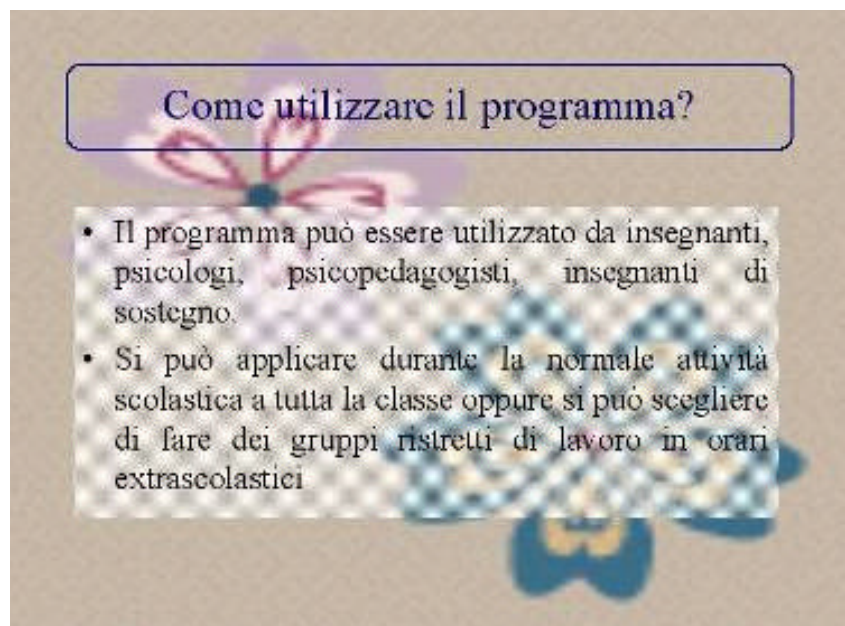 Come utilizzare il programma?
• Il programma può essere utilizzato da insegnanti,
psicologi, psicopedagogisti, insegnanti di
sostegno.
• Si può applicare durante la normale attività
scolastica a tutta la classe oppure si può scegliere
di fare dei gruppi ristretti di lavoro in orari
extrascolastici